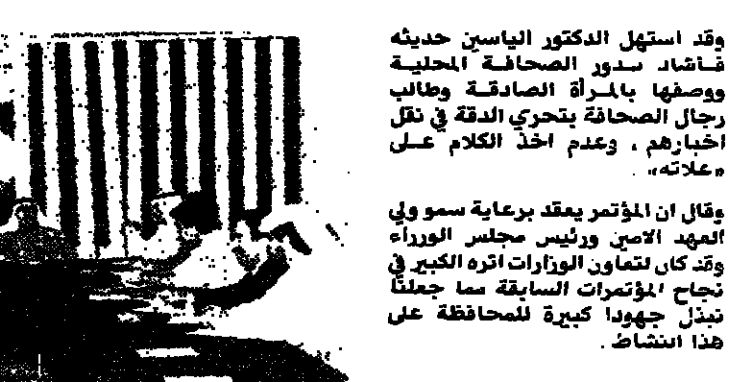 وقد استهل الدكتور الياسين حديثه
فأشاد بدور الصحافة المحلية
ووصفها بالمرأة الصادقة وطالب
رجال الصحافة بتحري الدقة في نقل
اخبارهم ، وعدم اخذ الكلام على
«علاته» .
وقال ان المؤتمر يعقد برعاية سمو ولي
العهد الامين ورئيس مجلس الوزراء
وقد كان لتعاون الوزارات اثره الكبير في
نجاح المؤتمرات السابقة مما جعلنا
نبذل جهودا كبيرة للمحافظة على
هذا النشاط .